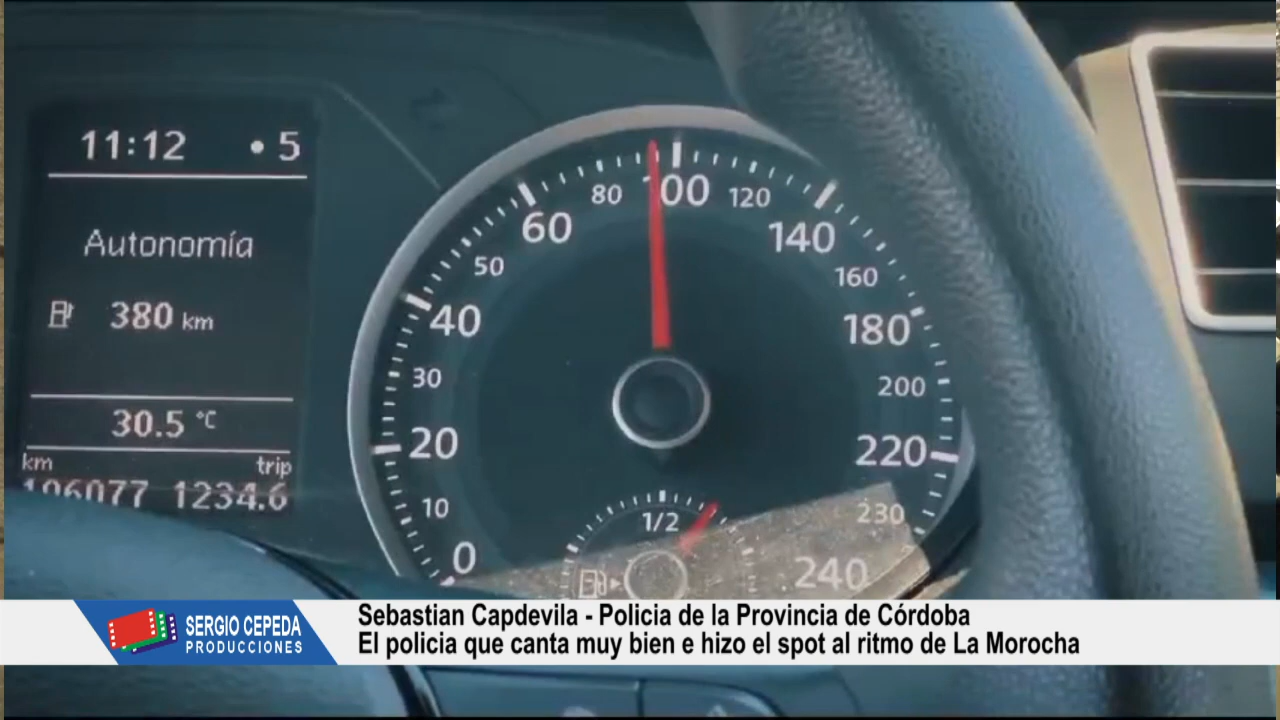 11:12 • 5
Autonomía
380 km
30.5 °C
km trip
106077 1234.6
0
10
20
30
40
50
60
80
100
120
140
160
180
200
220
230
240
1/2
SERGIO CEPEDA
PRODUCCIONES
Sebastian Capdevila - Policia de la Provincia de Córdoba
El policia que canta muy bien e hizo el spot al ritmo de La Morocha